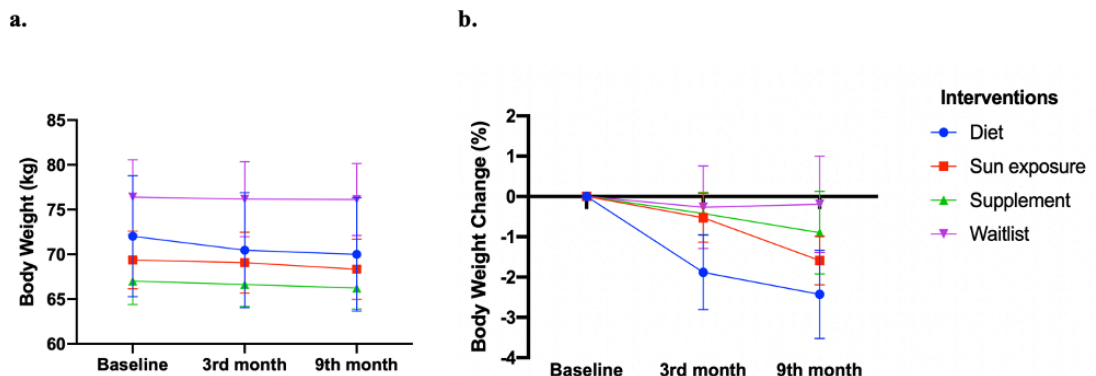 a.
b.
Body Weight (kg)
85
80
75
70
65
60
Baseline
3rd month
9th month
Body Weight Change (%)
2
1
0
-1
-2
-3
-4
Baseline
3rd month
9th month
Interventions
Diet
Sun exposure
Supplement
Waitlist